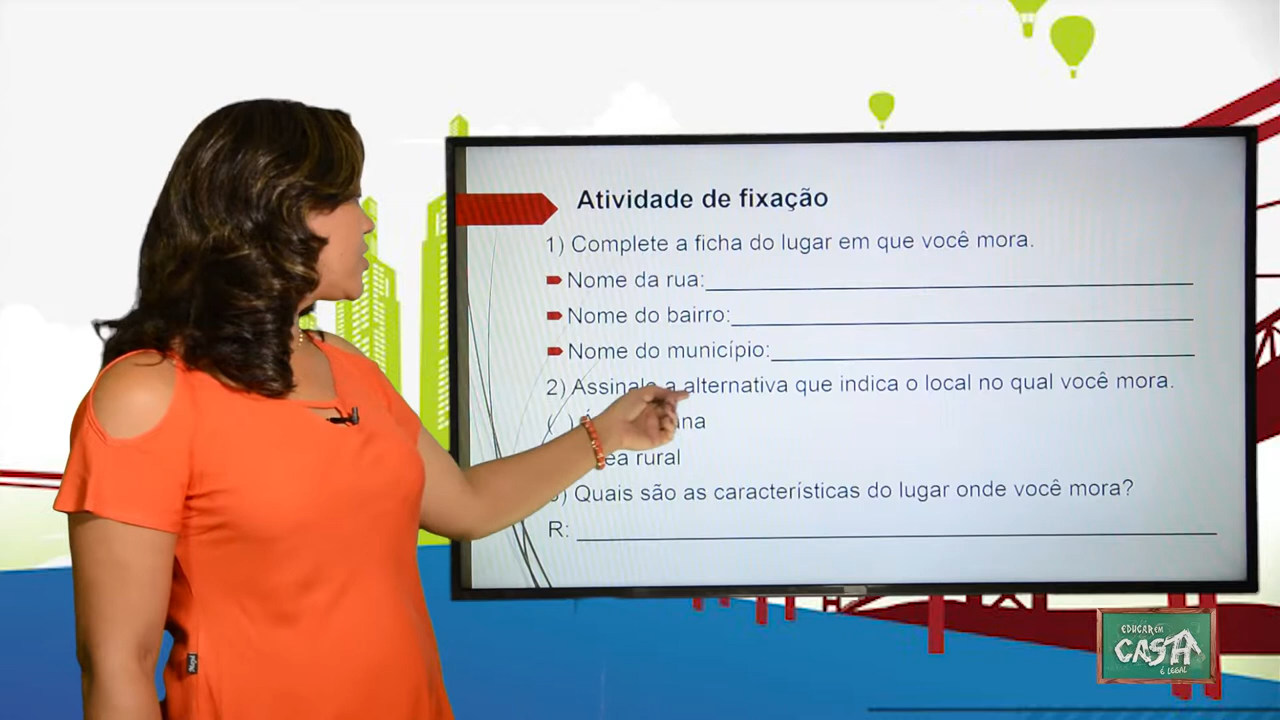 Atividade de fixação
1) Complete a ficha do lugar em que você mora.
Nome da rua:
Nome do bairro:
Nome do município:
2) Assinale a alternativa que indica o local no qual você mora.
( )
rural
3) Quais são as características do lugar onde você mora?
R:
EDUCAR EM
CASA
É LEGAL